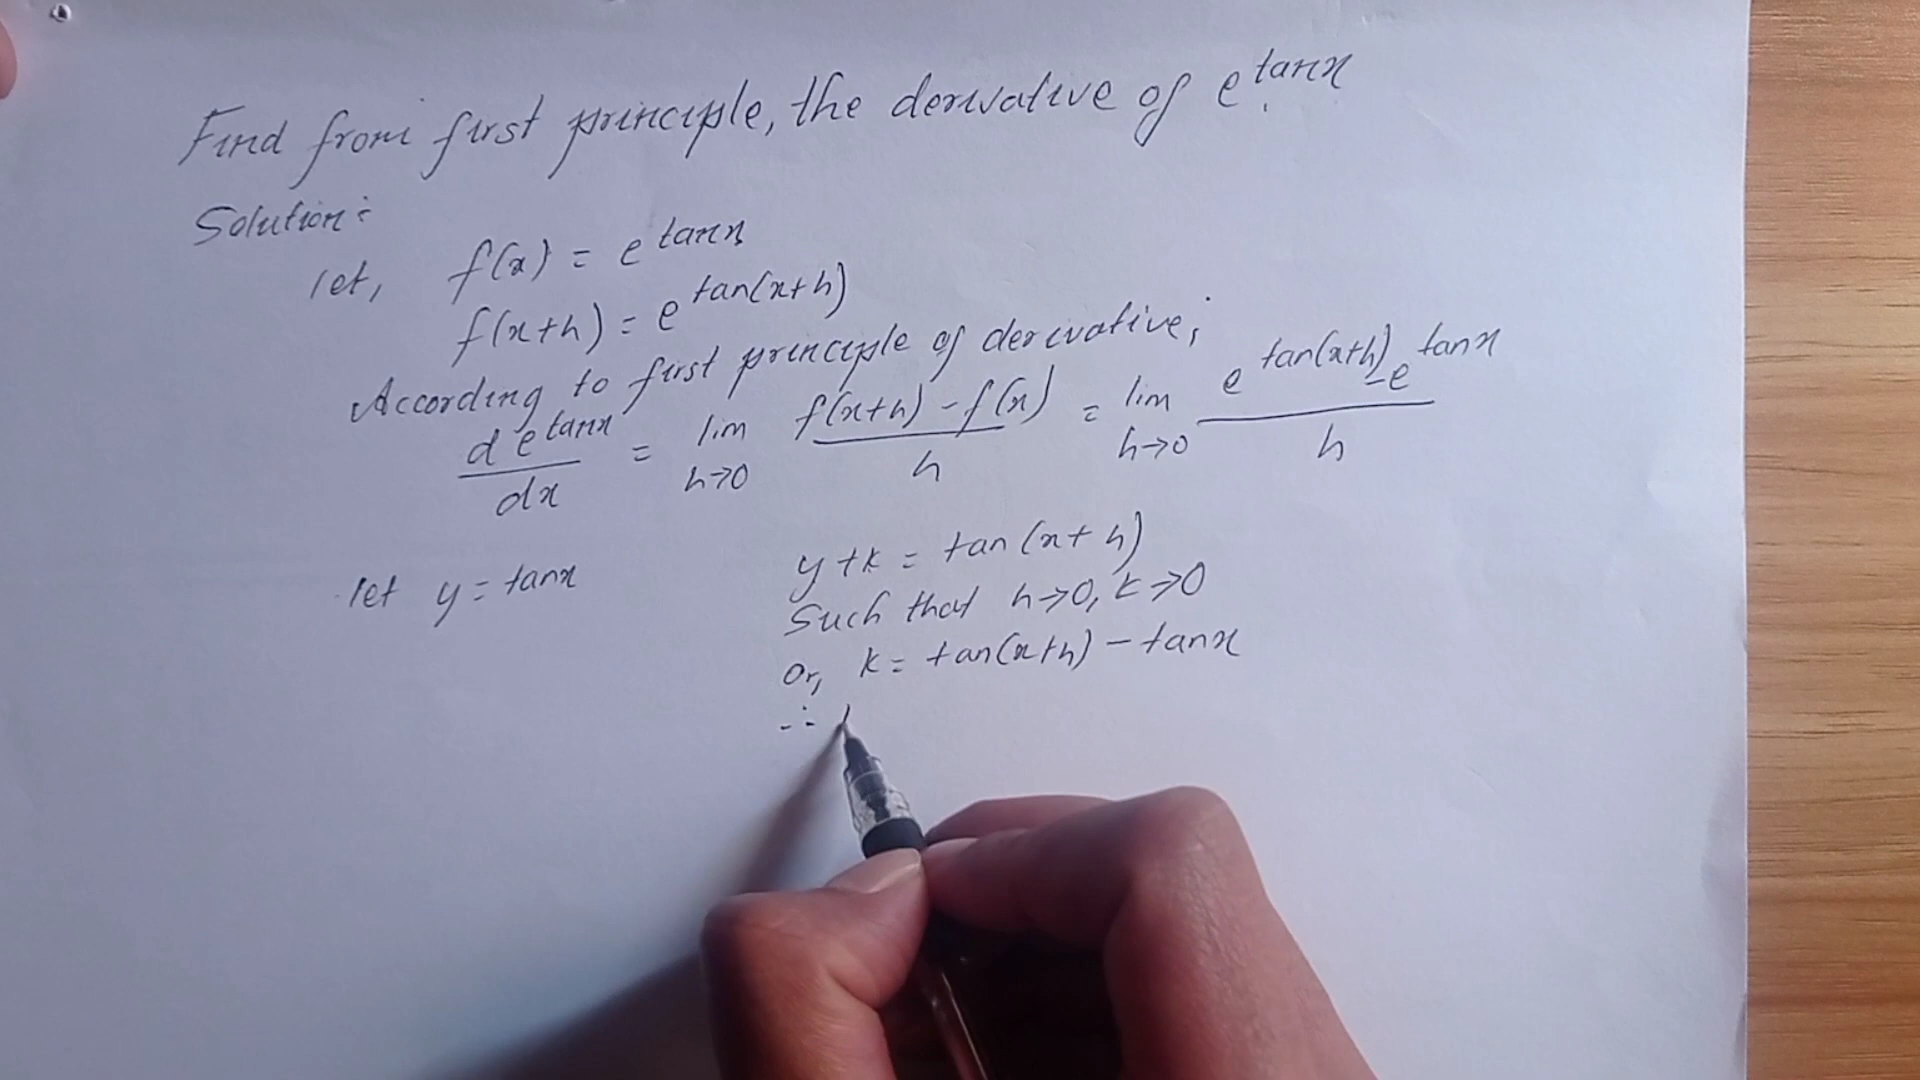 Find from first principle, the derivative of e^tanx.
Solution:
let, f(x) = e^tanx
f(x+h) = e^tan(x+h)
According to first principle of derivative;
d e^tanx / dx = lim h→0 f(x+h) - f(x) / h = lim h→0 e^tan(x+h) - e^tanx / h
let y = tanx
y + k = tan(x+h)
Such that h→0, k→0
Or, k = tan(x+h) - tanx
∴